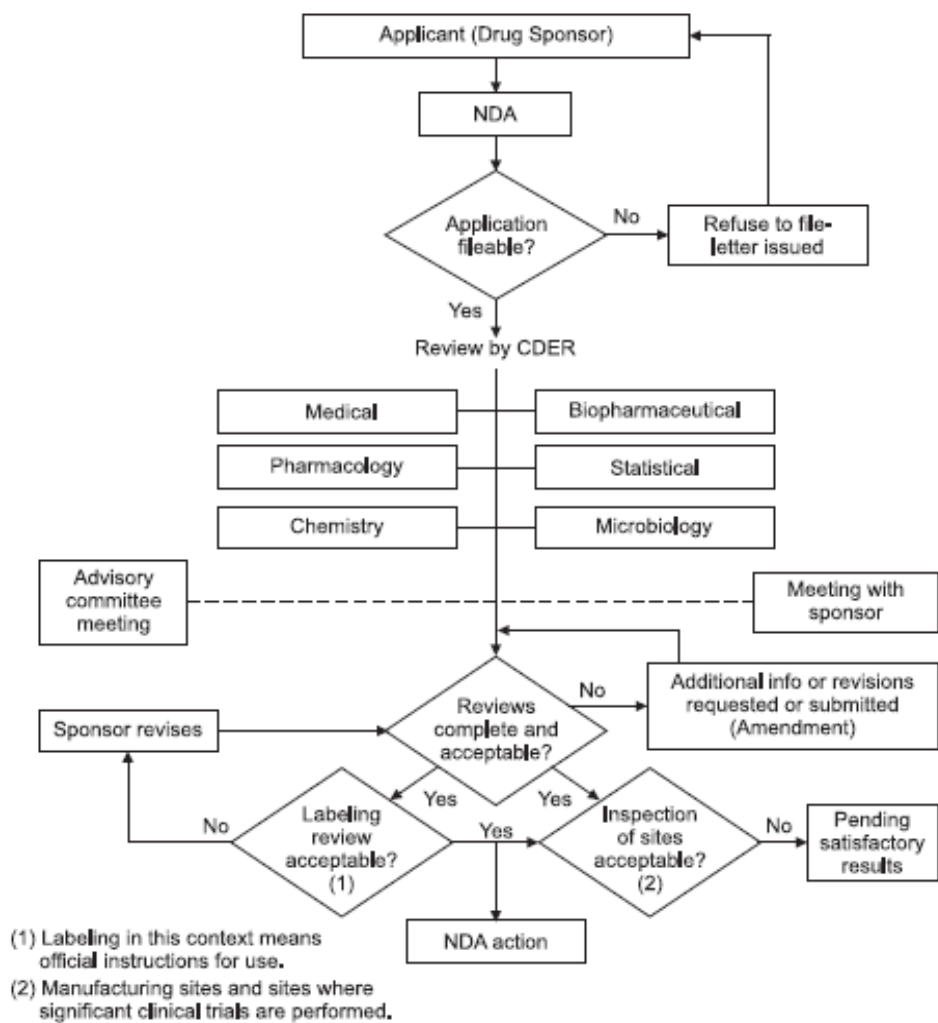 Applicant (Drug Sponsor)
NDA
Application
fileable?
No
Refuse to file-
letter issued
Yes
Review by CDER
Medical
Biopharmaceutical
Pharmacology
Statistical
Chemistry
Microbiology
Advisory
committee
meeting
Meeting with
sponsor
Reviews
complete and
acceptable?
No
Additional info or revisions
requested or submitted
(Amendment)
Sponsor revises
Yes
Yes
No
Labeling
review
acceptable?
(1)
Yes
Inspection
of sites
acceptable?
(2)
No
Pending
satisfactory
results
NDA action
(1) Labeling in this context means
official instructions for use.
(2) Manufacturing sites and sites where
significant clinical trials are performed.